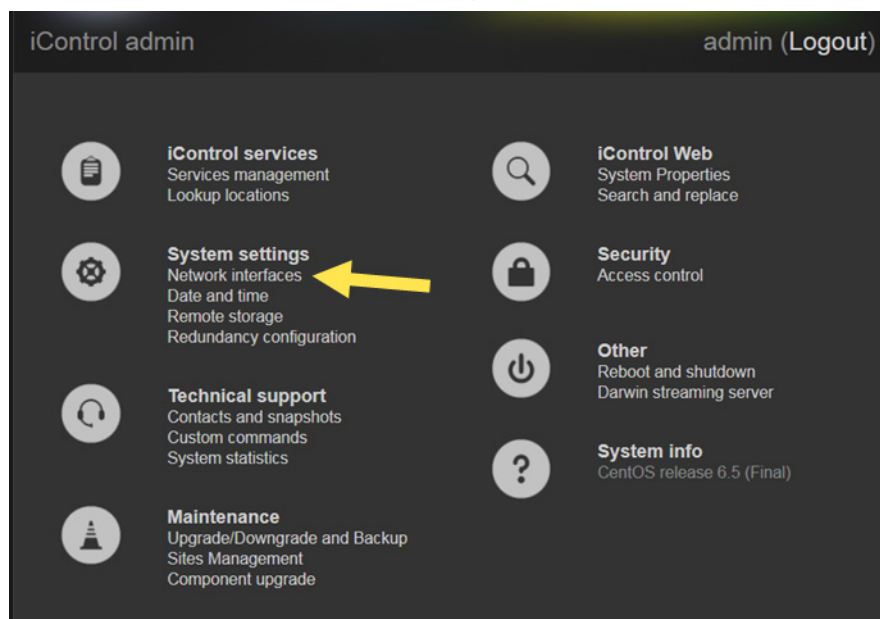 iControl admin
admin (Logout)
iControl services
Services management
Lookup locations
System settings
Network interfaces
Date and time
Remote storage
Redundancy configuration
Technical support
Contacts and snapshots
Custom commands
System statistics
Maintenance
Upgrade/Downgrade and Backup
Sites Management
Component upgrade
iControl Web
System Properties
Search and replace
Security
Access control
Other
Reboot and shutdown
Darwin streaming server
System info
CentOS release 6.5 (Final)